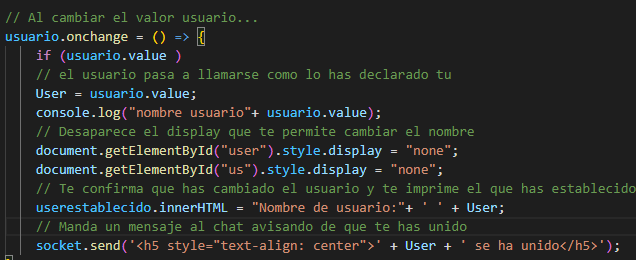 // Al cambiar el valor usuario...
usuario.onchange = () => {
if (usuario.value )
// el usuario pasa a llamarse como lo has declarado tu
User = usuario.value;
console.log("nombre usuario"+ usuario.value);
// Desaparece el display que te permite cambiar el nombre
document.getElementById("user").style.display = "none";
document.getElementById("us").style.display = "none";
// Te confirma que has cambiado el usuario y te imprime el que has establecido
userestablecido.innerHTML = "Nombre de usuario:"+ ' ' + User;
// Manda un mensaje al chat avisando de que te has unido
socket.send('<h5 style="text-align: center">' + User + ' se ha unido</h5>');